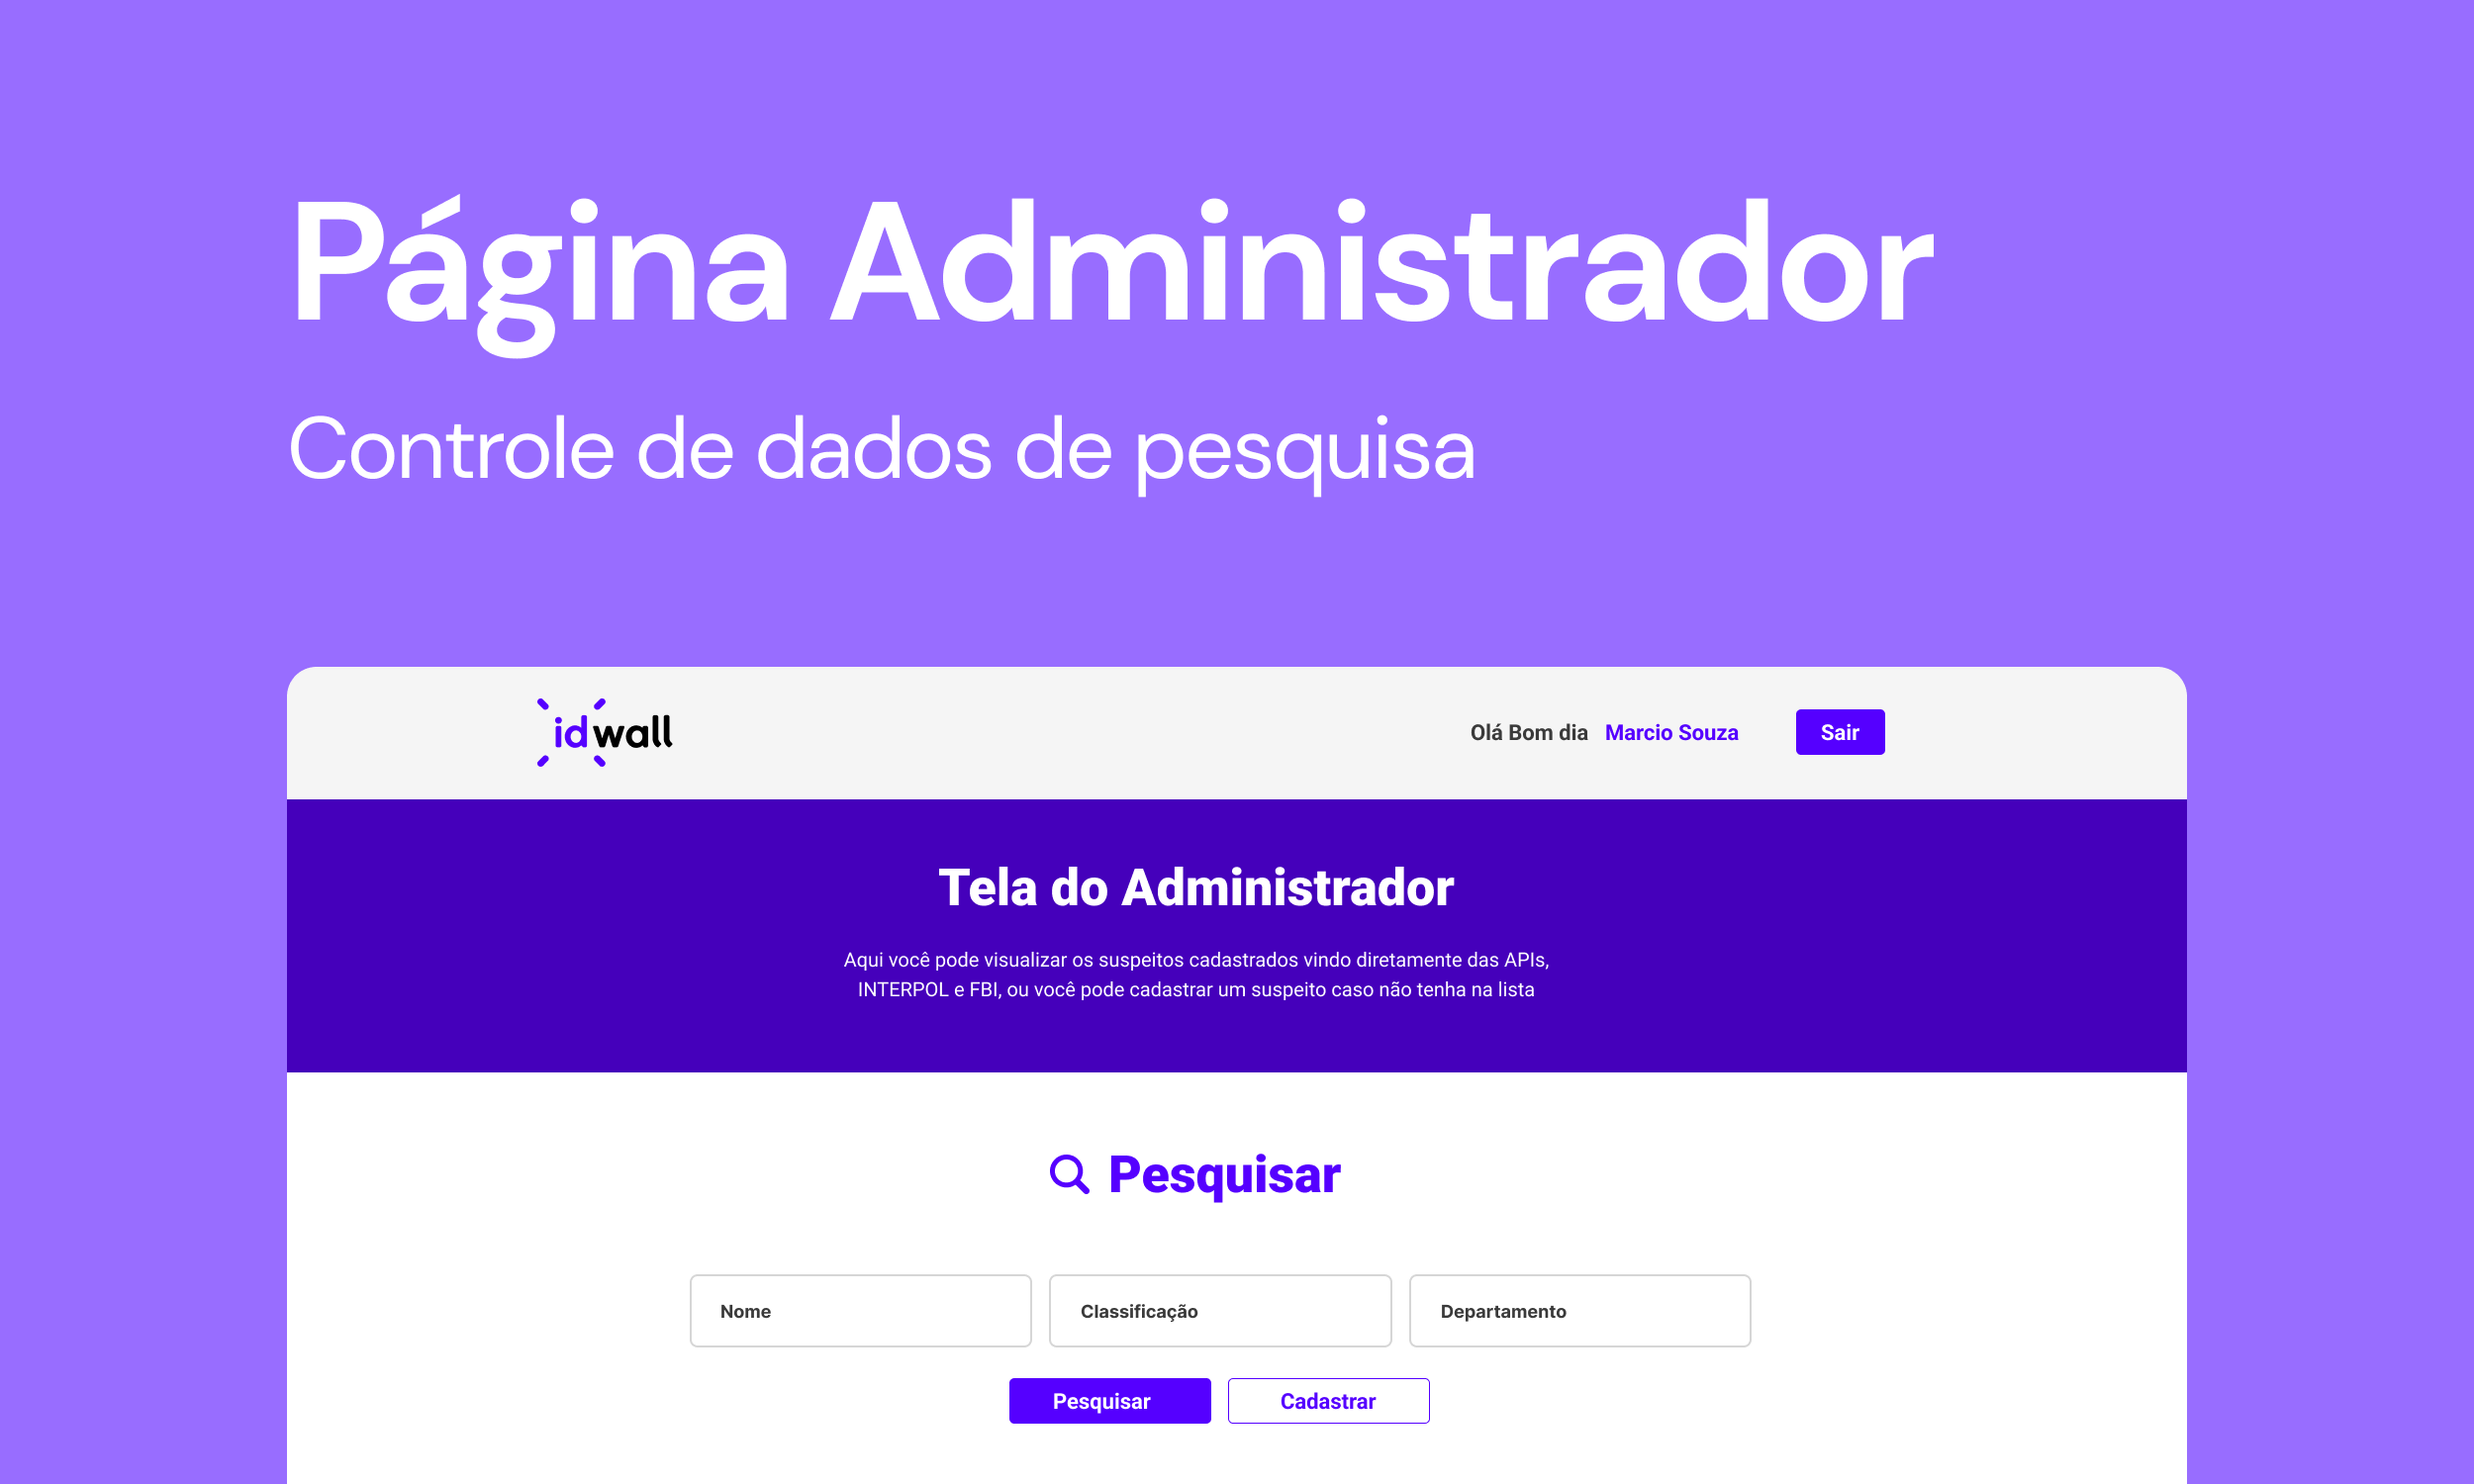 Página Administrador
Controle de dados de pesquisa
idwall
Olá Bom dia Marcio Souza
Sair
Tela do Administrador
Aqui você pode visualizar os suspeitos cadastrados vindo diretamente das APIs,
INTERPOL e FBI, ou você pode cadastrar um suspeito caso não tenha na lista
Pesquisar
Nome
Classificação
Departamento
Pesquisar
Cadastrar